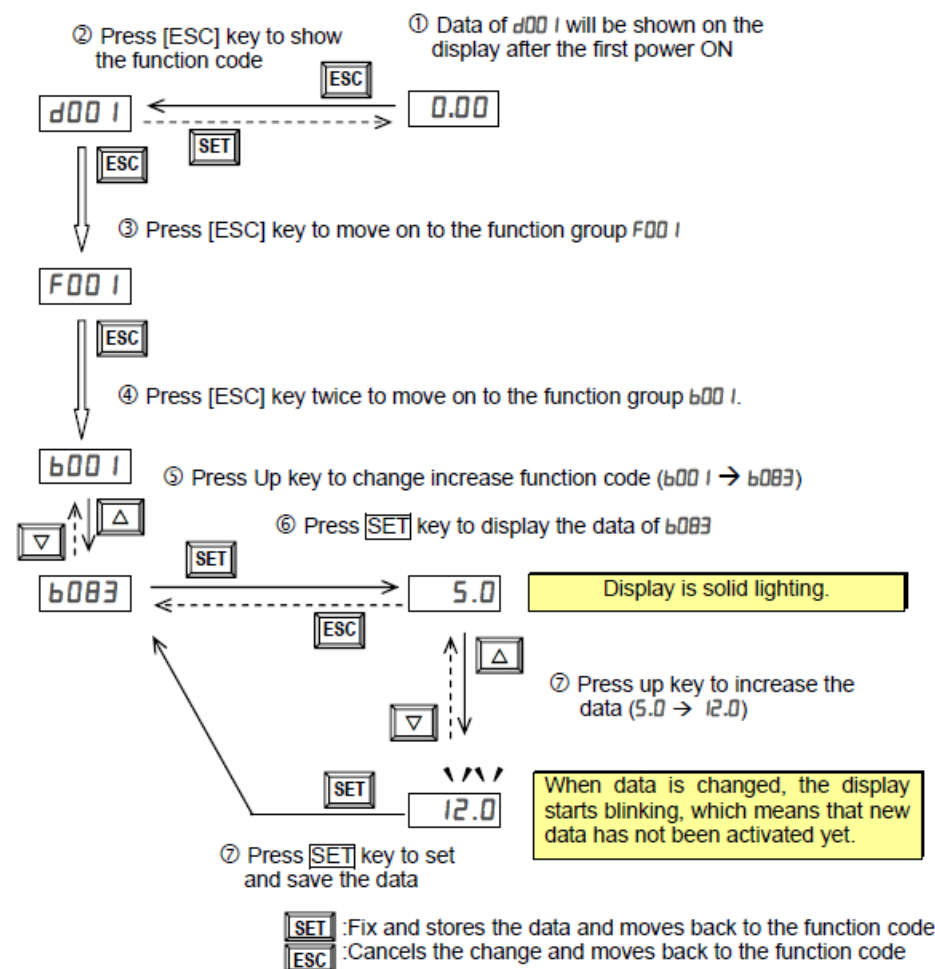 ② Press [ESC] key to show
the function code
① Data of d001 will be shown on the
display after the first power ON
ESC
d001
0.00
SET
ESC
③ Press [ESC] key to move on to the function group F001
F001
ESC
④ Press [ESC] key twice to move on to the function group b001.
b001
⑤ Press Up key to change increase function code (b001 → b083)
△
▽
⑥ Press SET key to display the data of b083
SET
b083
5.0
Display is solid lighting.
ESC
△
⑦ Press up key to increase the
data (5.0 → 12.0)
▽
SET
12.0
When data is changed, the display
starts blinking, which means that new
data has not been activated yet.
⑦ Press SET key to set
and save the data
SET :Fix and stores the data and moves back to the function code
ESC :Cancels the change and moves back to the function code